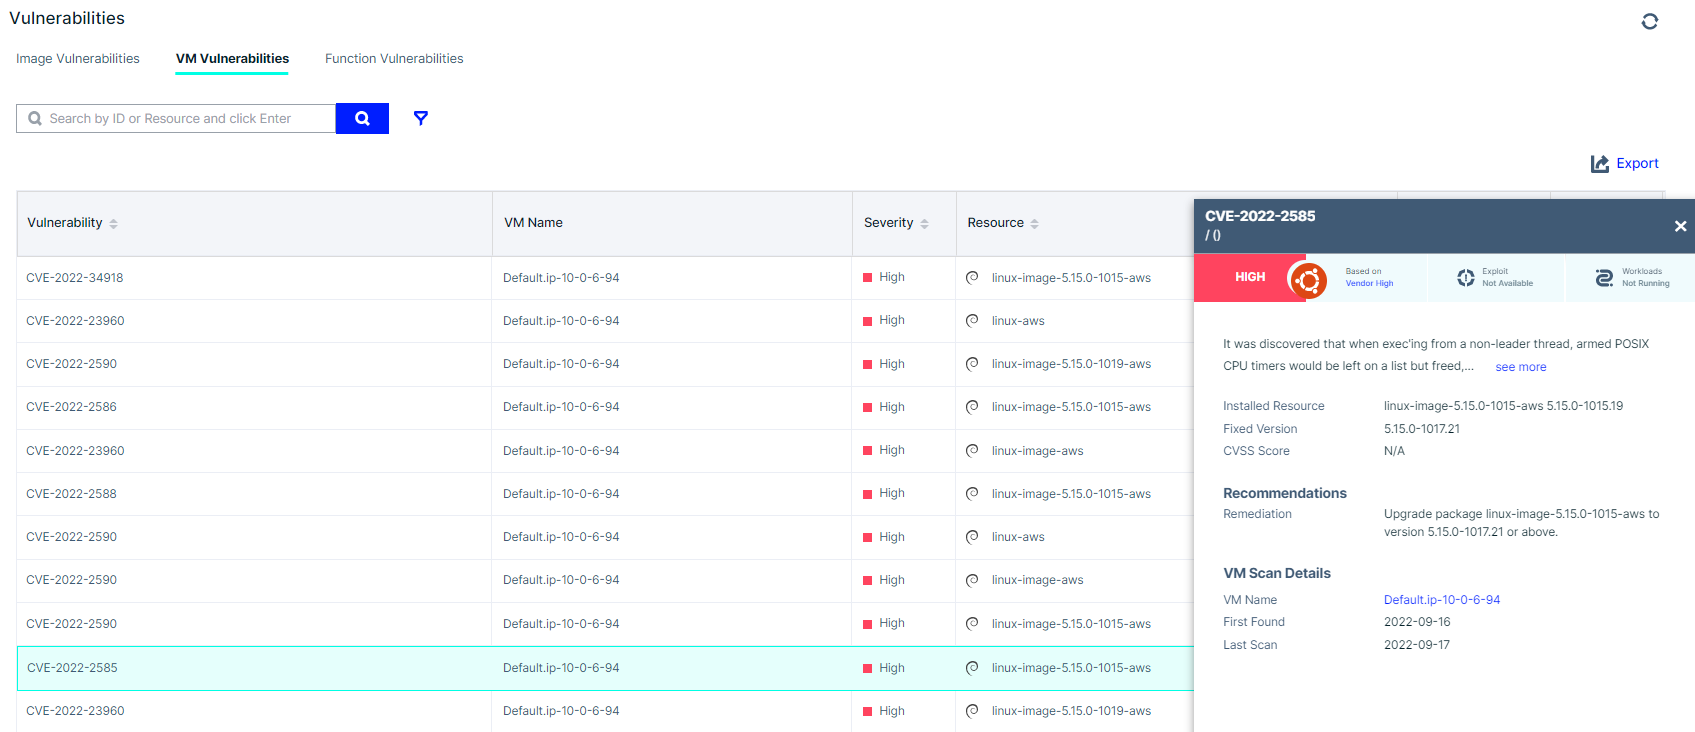 Vulnerabilities
Image Vulnerabilities VM Vulnerabilities Function Vulnerabilities
Search by ID or Resource and click Enter
Export
Vulnerability VM Name Severity Resource
CVE-2022-34918 Default.ip-10-0-6-94 High linux-image-5.15.0-1015-aws
CVE-2022-23960 Default.ip-10-0-6-94 High linux-aws
CVE-2022-2590 Default.ip-10-0-6-94 High linux-image-5.15.0-1019-aws
CVE-2022-2586 Default.ip-10-0-6-94 High linux-image-5.15.0-1015-aws
CVE-2022-23960 Default.ip-10-0-6-94 High linux-image-aws
CVE-2022-2588 Default.ip-10-0-6-94 High linux-image-5.15.0-1015-aws
CVE-2022-2590 Default.ip-10-0-6-94 High linux-aws
CVE-2022-2590 Default.ip-10-0-6-94 High linux-image-aws
CVE-2022-2590 Default.ip-10-0-6-94 High linux-image-5.15.0-1015-aws
CVE-2022-2585 Default.ip-10-0-6-94 High linux-image-5.15.0-1015-aws
CVE-2022-23960 Default.ip-10-0-6-94 High linux-image-5.15.0-1019-aws
CVE-2022-2585
/ ()
HIGH
Based on
Vendor High
Exploit
Not Available
Workloads
Not Running
It was discovered that when exec'ing from a non-leader thread, armed POSIX
CPU timers would be left on a list but freed,... see more
Installed Resource linux-image-5.15.0-1015-aws 5.15.0-1015.19
Fixed Version 5.15.0-1017.21
CVSS Score N/A
Recommendations
Remediation Upgrade package linux-image-5.15.0-1015-aws to
version 5.15.0-1017.21 or above.
VM Scan Details
VM Name Default.ip-10-0-6-94
First Found 2022-09-16
Last Scan 2022-09-17